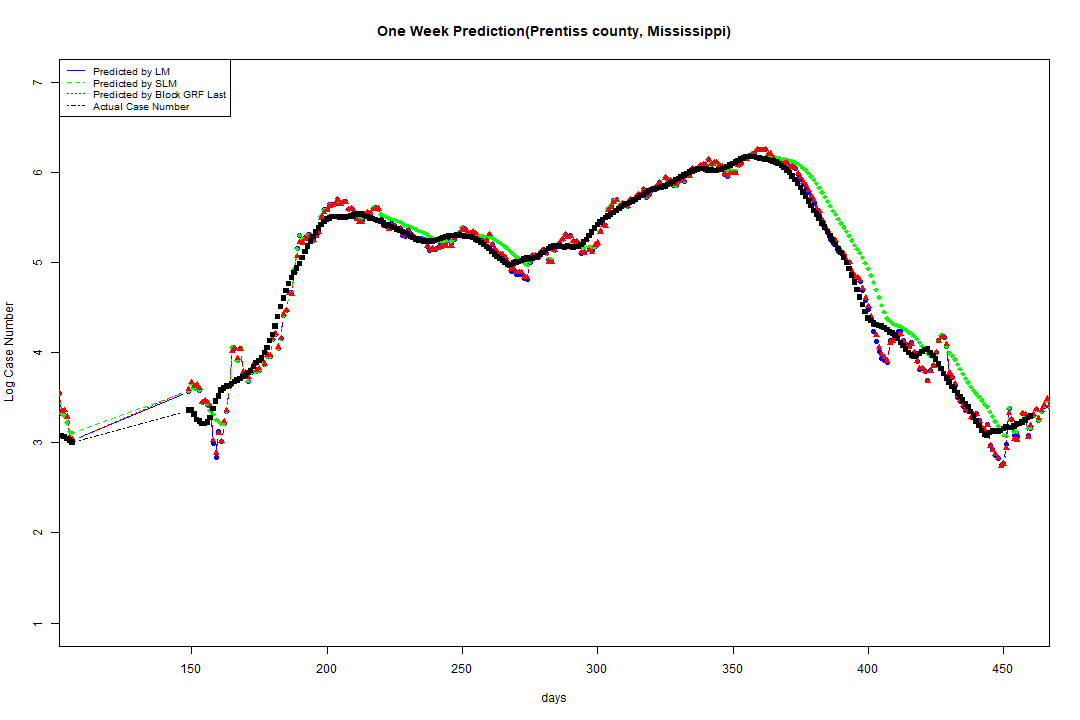 One Week Prediction(Prentiss county, Mississippi)
Predicted by LM
Predicted by SLM
Predicted by Block GRF Last
Actual Case Number
Log Case Number
7
6
5
4
3
2
1
150 200 250 300 350 400 450
days